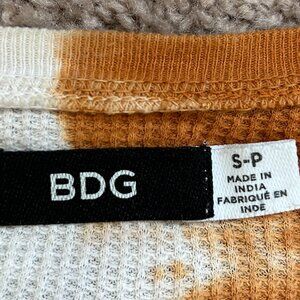 BDG
S-P
MADE IN
INDIA
FABRIQUÉ EN
INDE